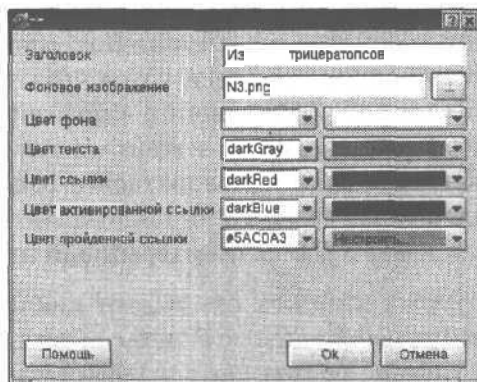 Заголовок Из трицератопсов
Фоновое изображение N3.png ...
Цвет фона
Цвет текста darkGray
Цвет ссылки darkRed
Цвет активированной ссылки darkBlue
Цвет пройденной ссылки #5AC0A3 Настроить...
Помощь Ok Отмена